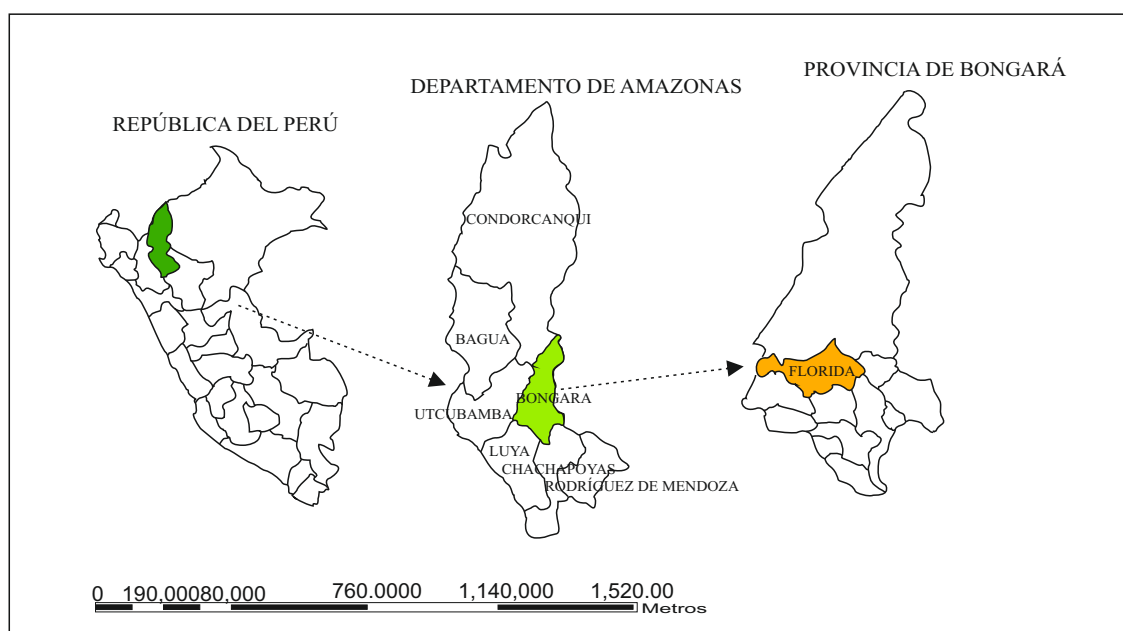 PROVINCIA DE BONGARÁ
DEPARTAMENTO DE AMAZONAS
REPÚBLICA DEL PERÚ
CONDORCANQUI
BAGUA
FLORIDA
BONGARA
UTCUBAMBA
LUYA
CHACHAPOYAS
RODRÍGUEZ DE MENDOZA
0 190,00080,000 760.0000 1,140,0000 1,520.00
Metros